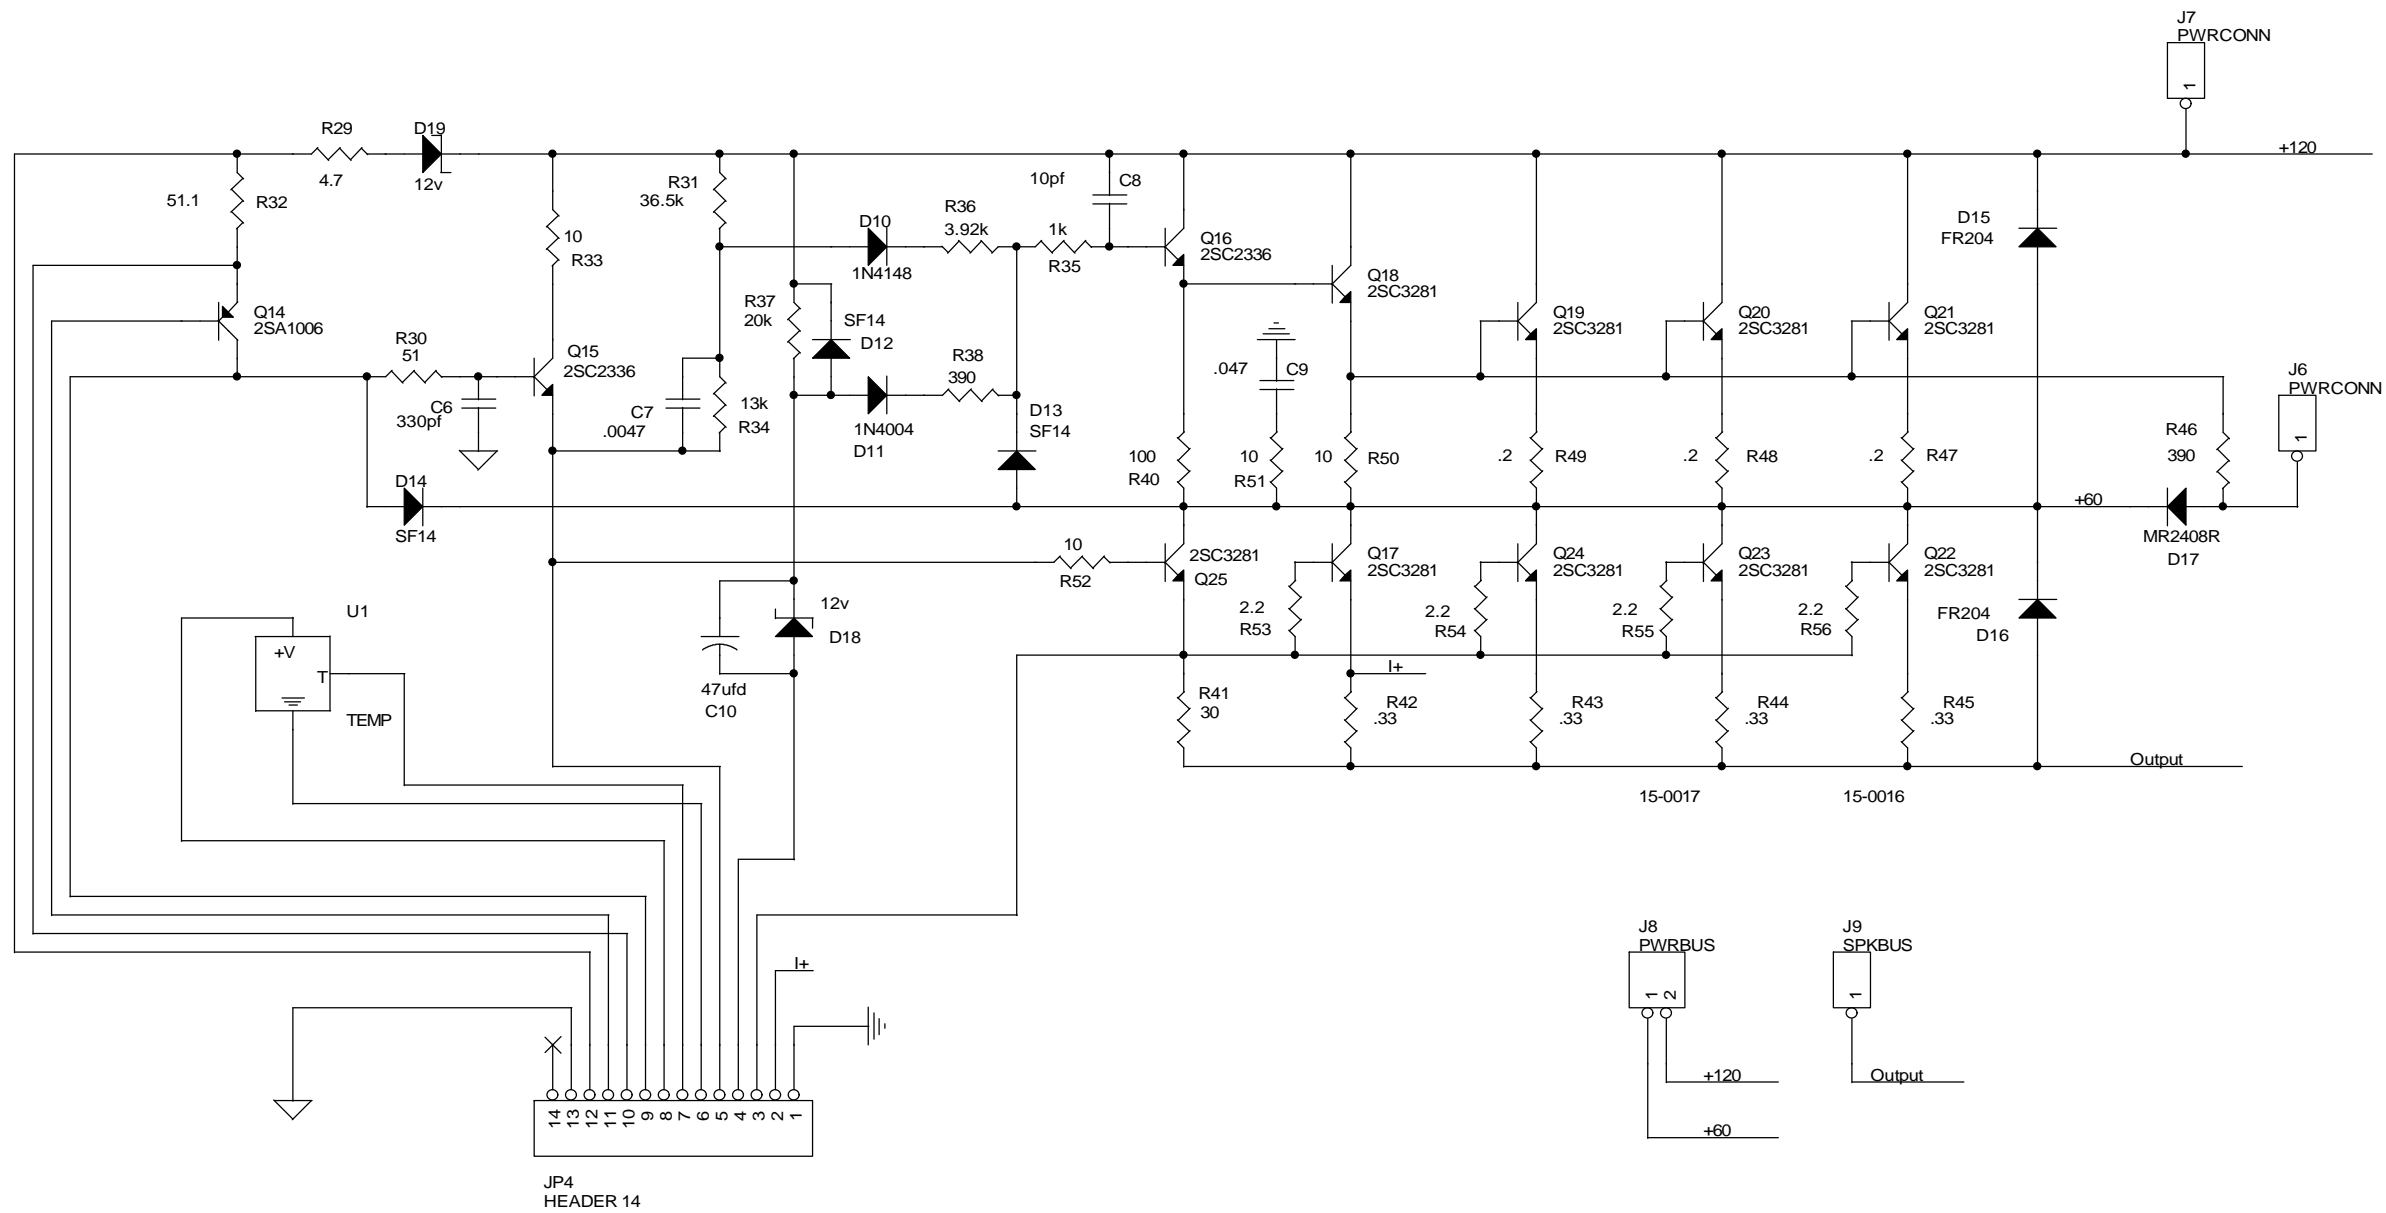 J7
PWRCONN
1
R29
D19
4.7
12v
+120
51.1
R32
R31
36.5k
10pf
C8
D10
1N4148
R36
3.92k
1k
R35
Q16
2SC2336
D15
FR204
10
R33
Q14
2SA1006
R37
20k
SF14
D12
Q18
2SC3281
Q19
2SC3281
Q20
2SC3281
Q21
2SC3281
R30
51
Q15
2SC2336
R38
390
.047
C9
J6
PWRCONN
1
C6
330pf
C7
.0047
13k
R34
1N4004
D11
D13
SF14
100
R40
10
R51
10
R50
.2
R49
.2
R48
.2
R47
R46
390
D14
SF14
+60
MR2408R
D17
10
R52
2SC3281
Q25
Q17
2SC3281
Q24
2SC3281
Q23
2SC3281
Q22
2SC3281
U1
+V
T
TEMP
12v
D18
47ufd
C10
2.2
R53
2.2
R54
2.2
R55
2.2
R56
FR204
D16
I+
R41
30
R42
.33
R43
.33
R44
.33
R45
.33
Output
15-0017
15-0016
I+
J8
PWRBUS
1
2
+120
+60
J9
SPKBUS
1
Output
14
13
12
11
10
9
8
7
6
5
4
3
2
1
JP4
HEADER 14